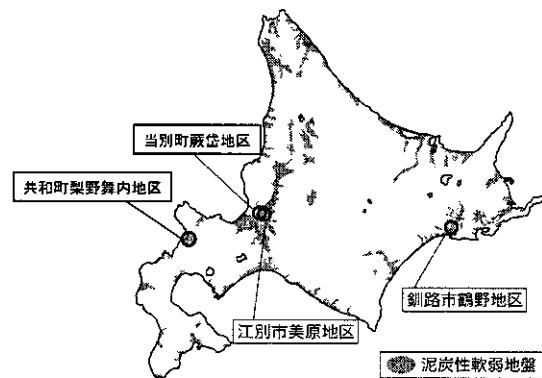 当別町蕨岱地区
共和町梨野舞内地区
釧路市鶴野地区
江別市美原地区
泥炭性軟弱地盤